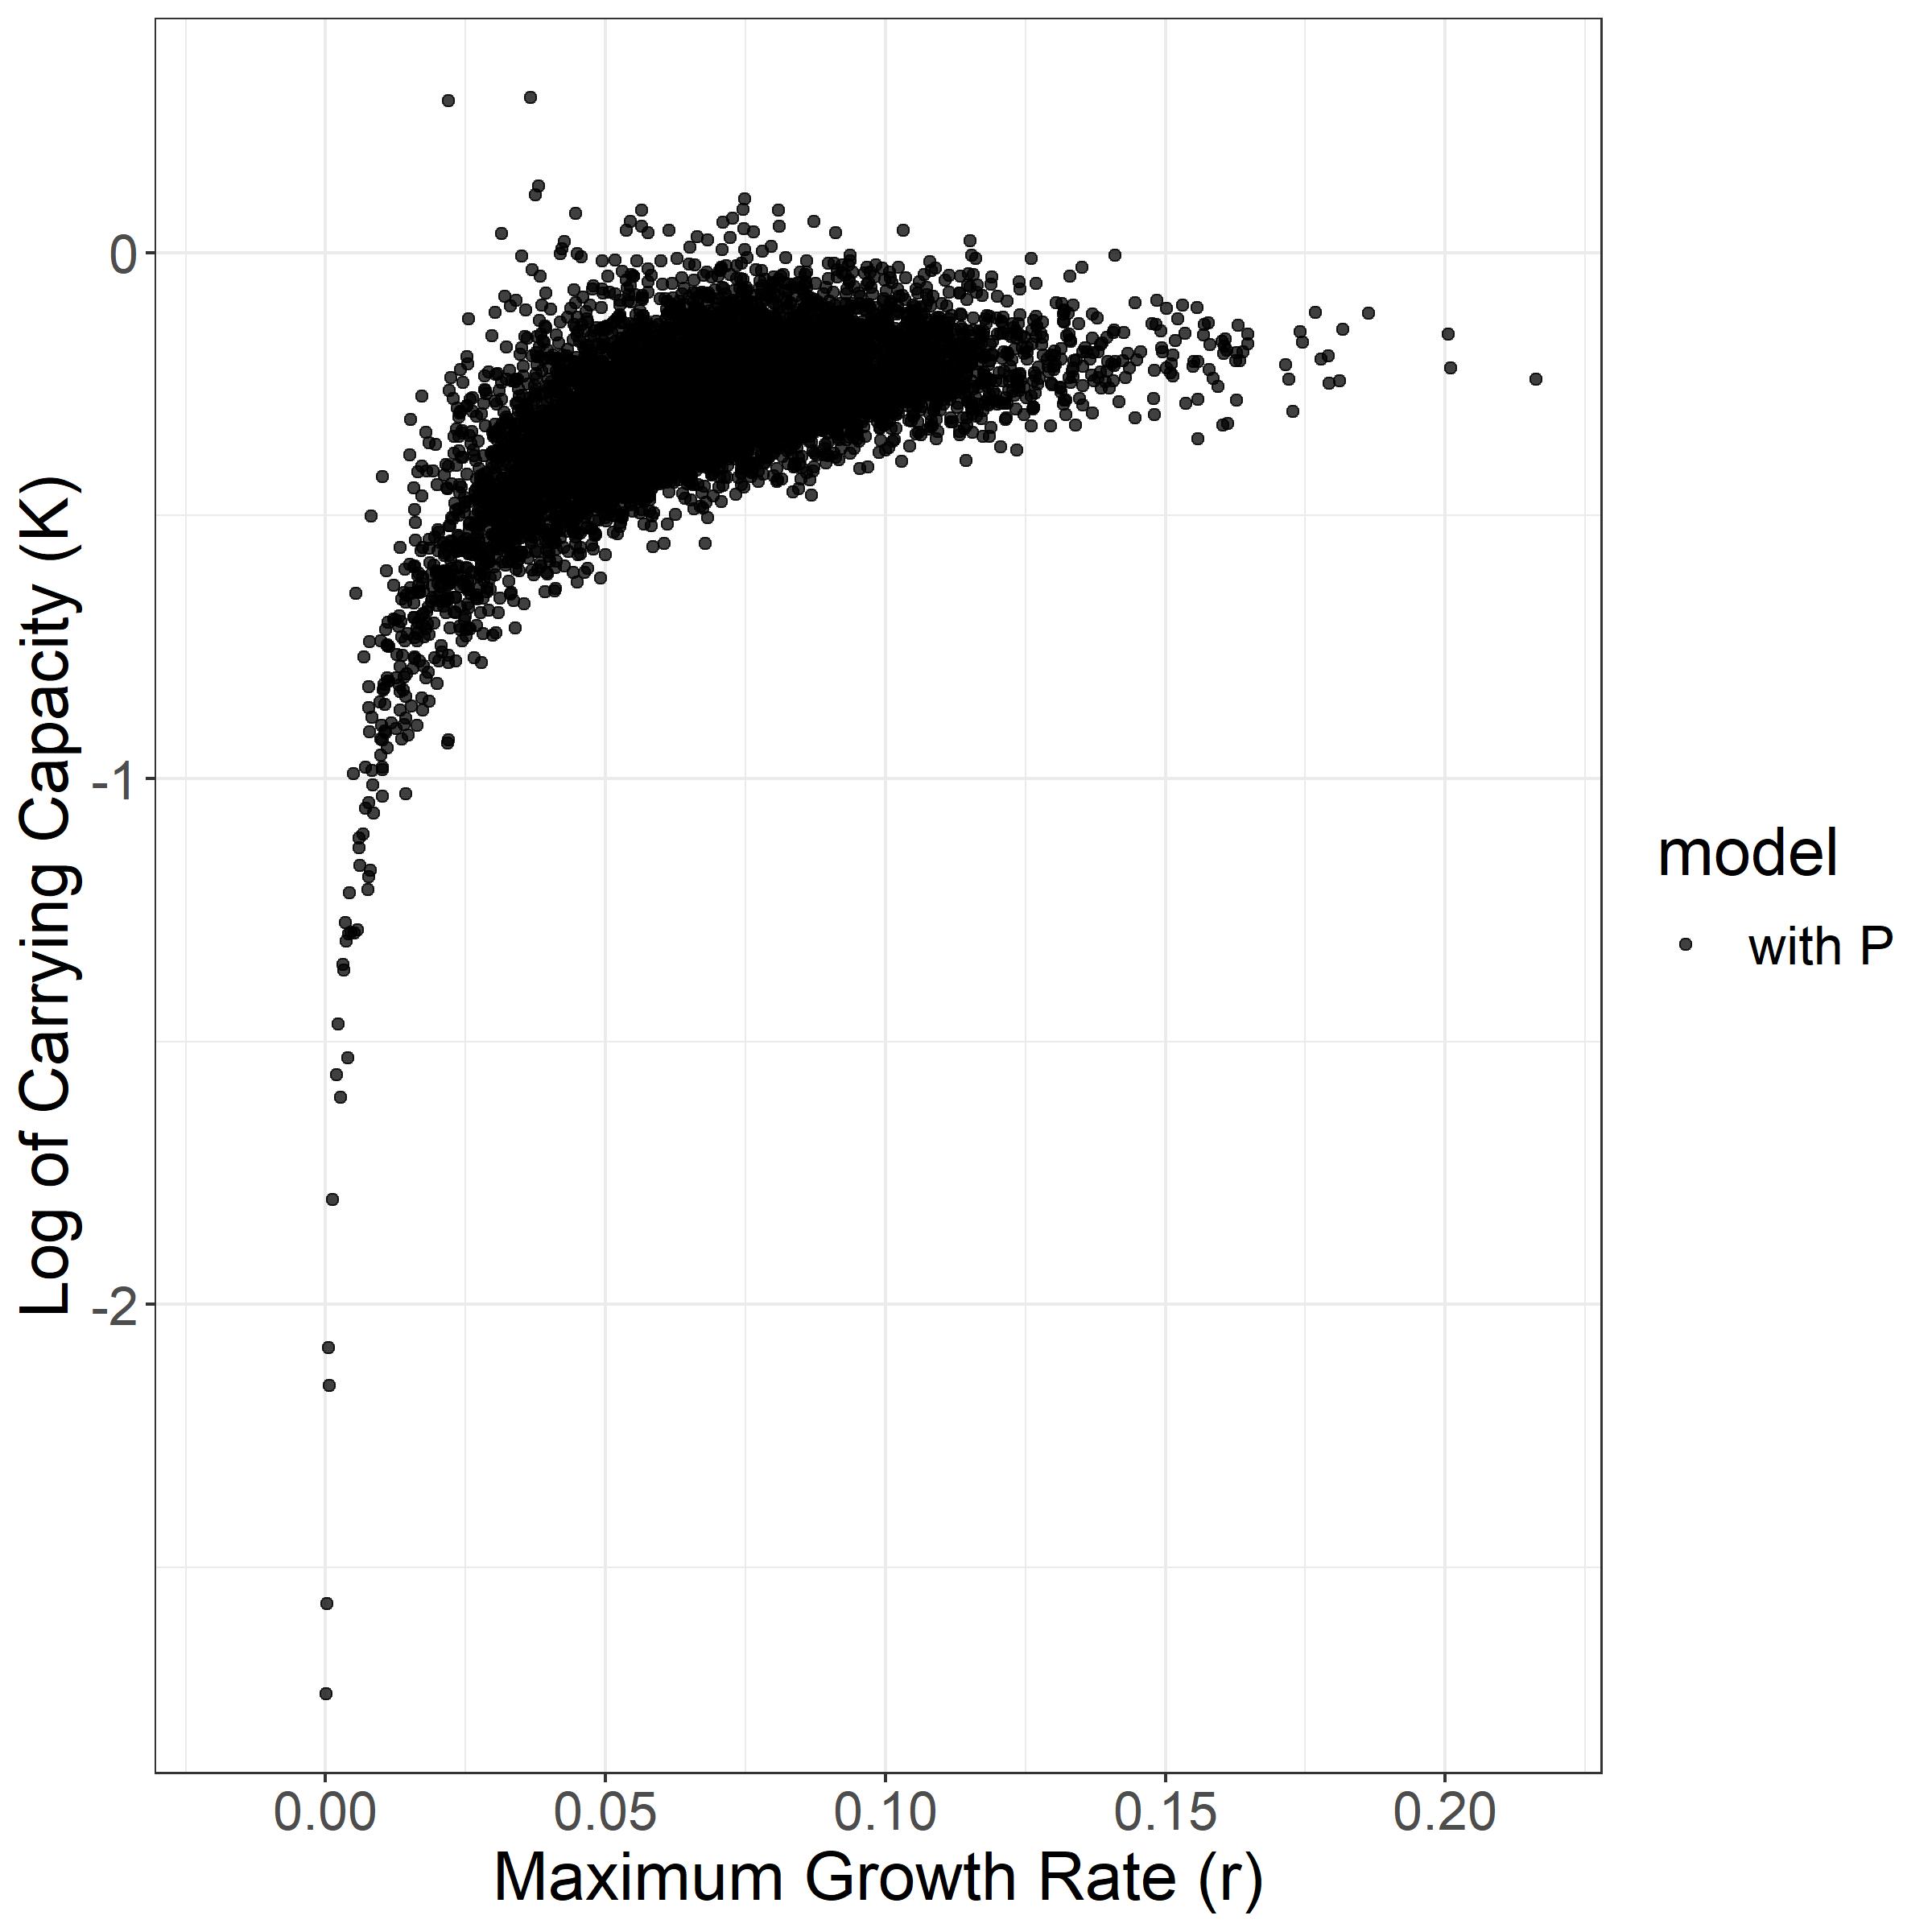 Log of Carrying Capacity (K)
0
-1
-2
0.00 0.05 0.10 0.15 0.20
Maximum Growth Rate (r)
model
with P